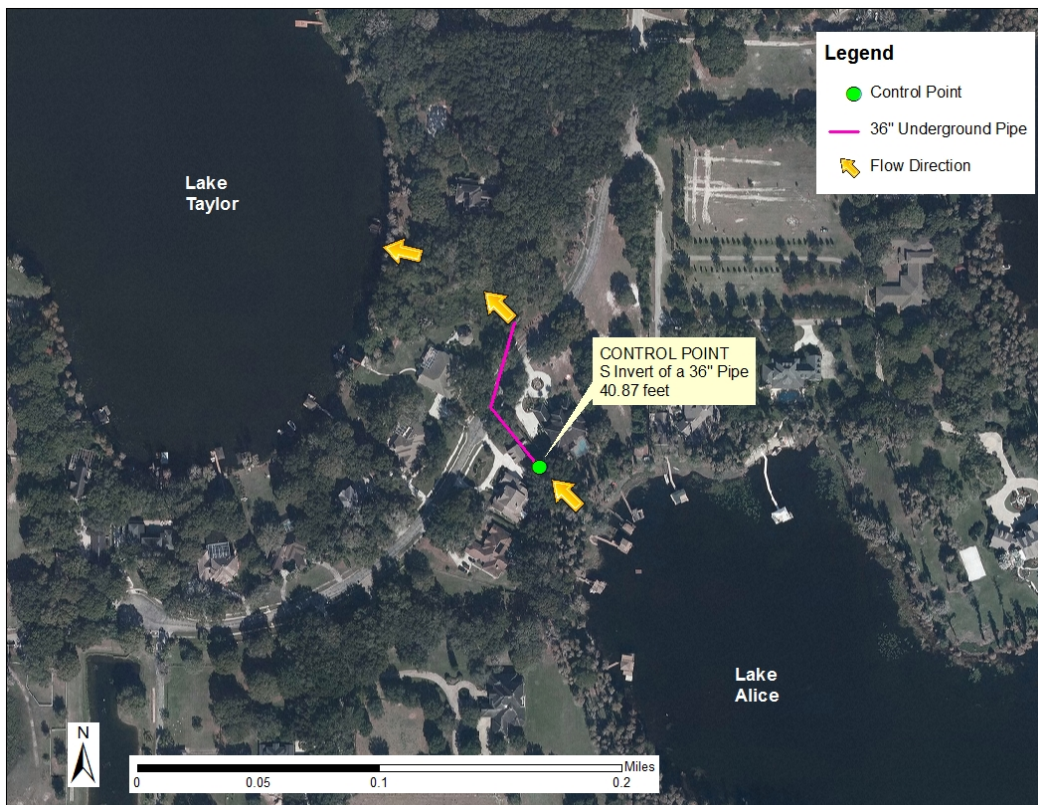 Legend
Control Point
36" Underground Pipe
Flow Direction
Lake
Taylor
CONTROL POINT
S Invert of a 36" Pipe
40.87 feet
Lake
Alice
N
Miles
0 0.05 0.1 0.2